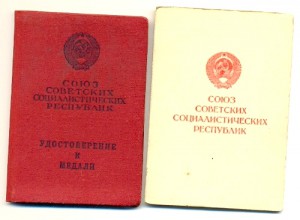 СОЮЗ
СОВЕТСКИХ
СОЦИАЛИСТИЧЕСКИХ
РЕСПУБЛИК
УДОСТОВЕРЕНИЕ
К
МЕДАЛИ
СОЮЗ
СОВЕТСКИХ
СОЦИАЛИСТИЧЕСКИХ
РЕСПУБЛИК